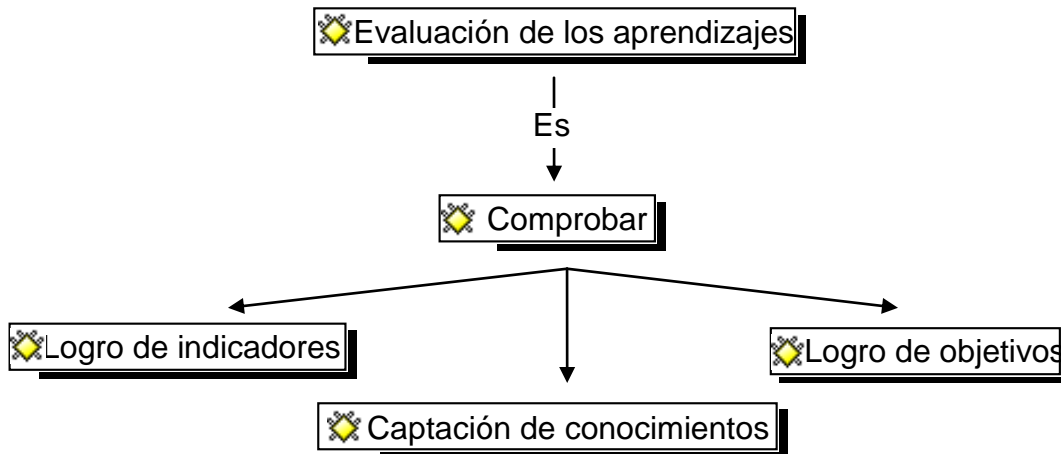 Evaluación de los aprendizajes
Es
Comprobar
Logro de indicadores
Logro de objetivos
Captación de conocimientos